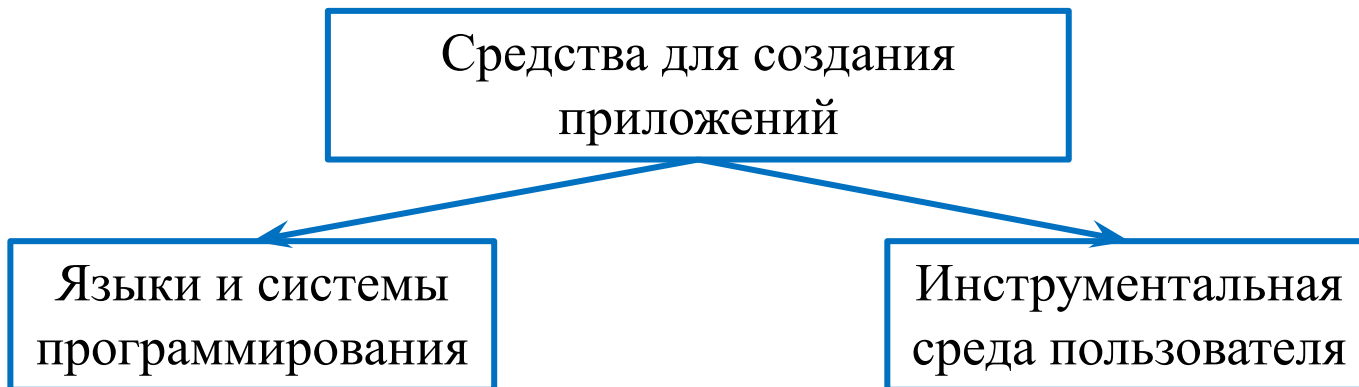 Средства для создания
приложений
Языки и системы
программирования
Инструментальная
среда пользователя